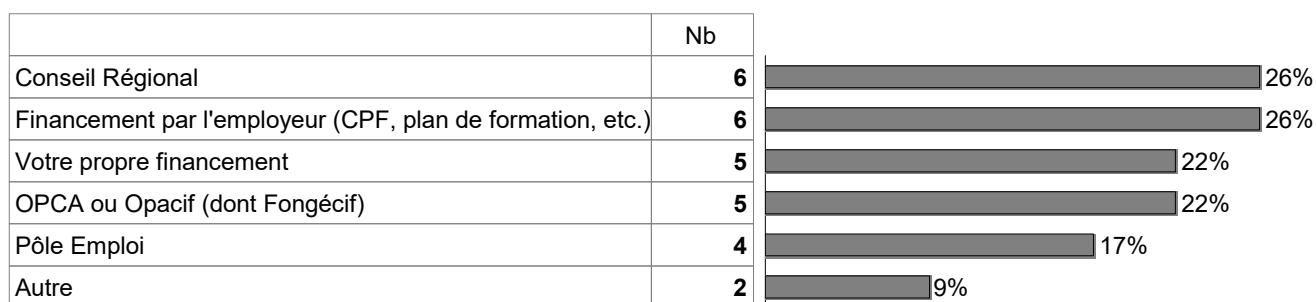 Nb
Conseil Régional 6 26%
Financement par l'employeur (CPF, plan de formation, etc.) 6 26%
Votre propre financement 5 22%
OPCA ou Opacif (dont Fongécif) 5 22%
Pôle Emploi 4 17%
Autre 2 9%